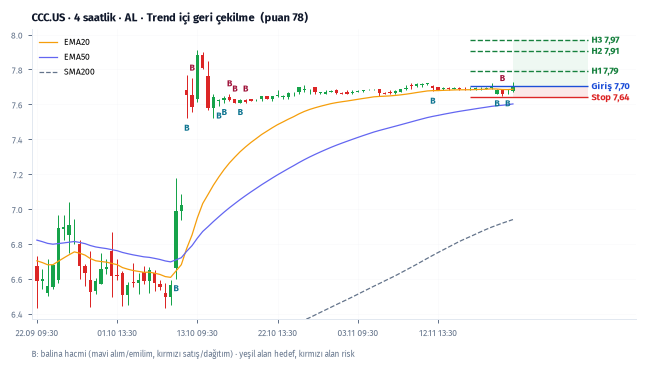 CCC.US · 4 saatlik · AL · Trend içi geri çekilme (puan 78)
EMA20
EMA50
SMA200
8.0
7.8
7.6
7.4
7.2
7.0
6.8
6.6
6.4
H3 7,97
H2 7,91
H1 7,79
Giriş 7,70
Stop 7,64
B
B
B
B
B
B
B
B
B
B
B
B
B
B
22.09 09:30
01.10 13:30
13.10 09:30
22.10 13:30
03.11 09:30
12.11 13:30
B: balina hacmi (mavi alım/emilim, kırmızı satış/dağıtım) · yeşil alan hedef, kırmızı alan risk